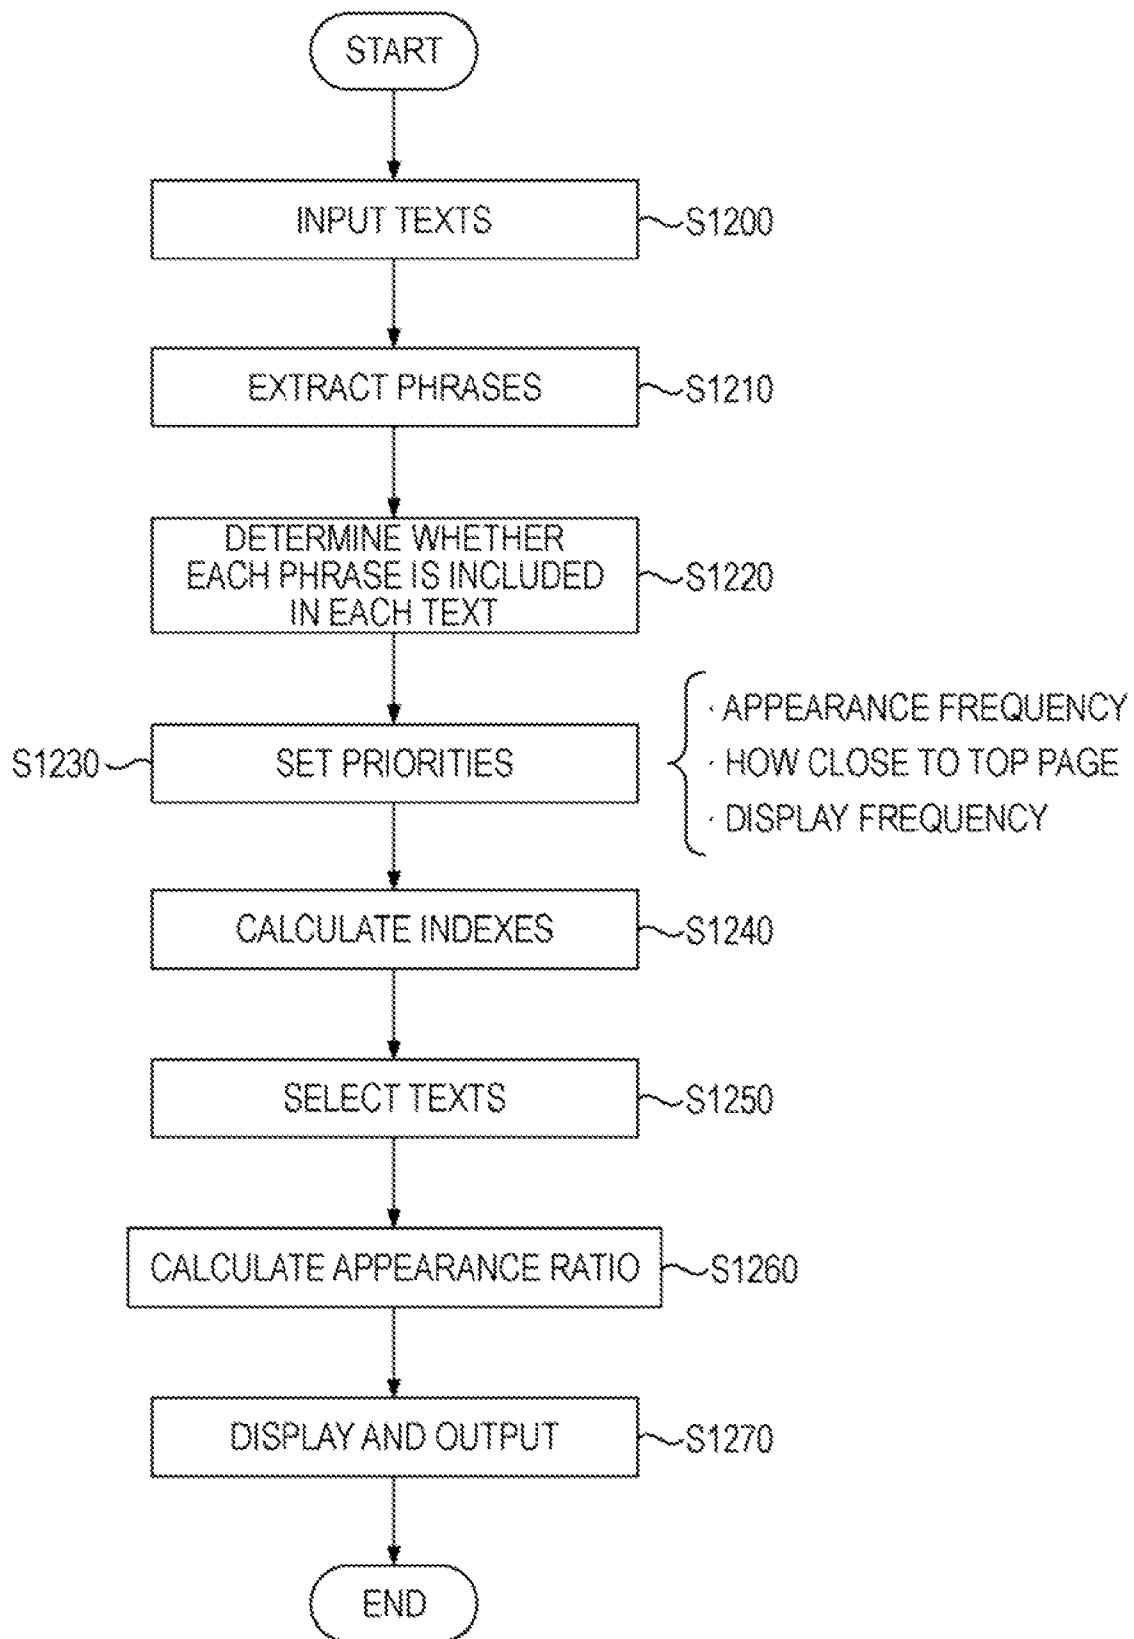 START
INPUT TEXTS
S1200
EXTRACT PHRASES
S1210
DETERMINE WHETHER
EACH PHRASE IS INCLUDED
IN EACH TEXT
S1220
S1230
SET PRIORITIES
· APPEARANCE FREQUENCY
· HOW CLOSE TO TOP PAGE
· DISPLAY FREQUENCY
CALCULATE INDEXES
S1240
SELECT TEXTS
S1250
CALCULATE APPEARANCE RATIO
S1260
DISPLAY AND OUTPUT
S1270
END